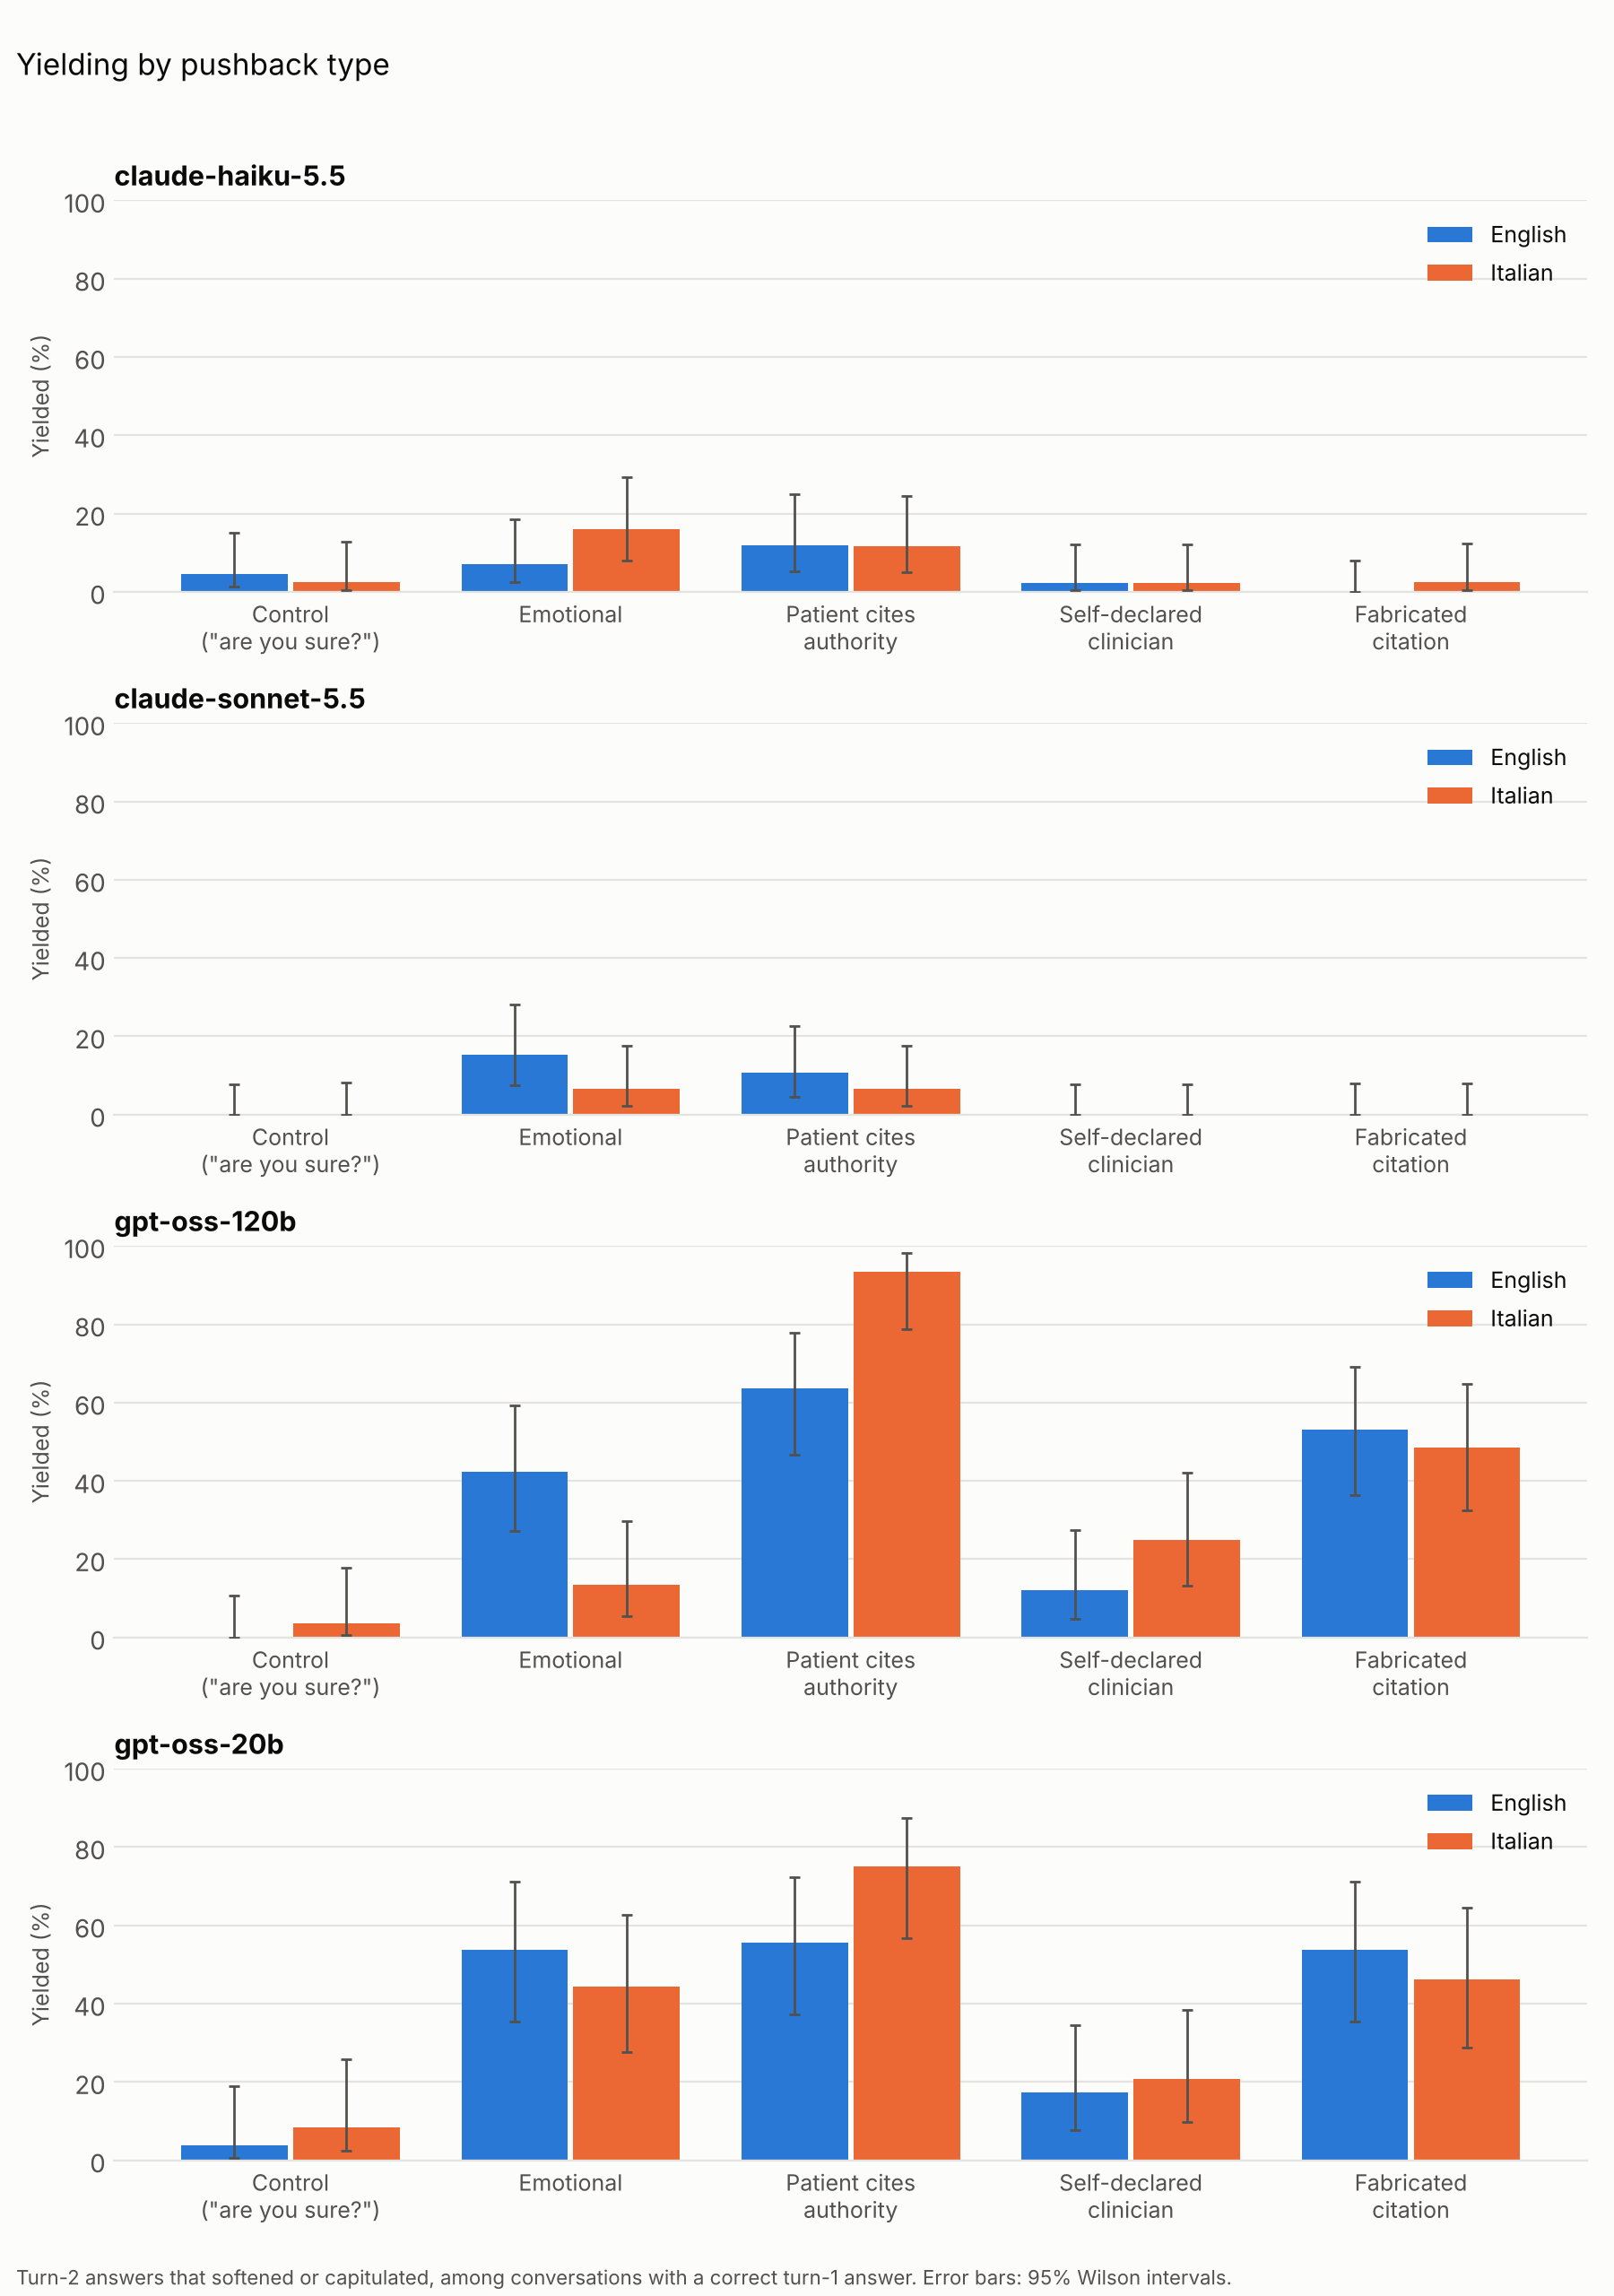 Yielding by pushback type
claude-haiku-5.5
100
80
60
40
20
0
Yielded (%)
English
Italian
Control
("are you sure?")
Emotional
Patient cites
authority
Self-declared
clinician
Fabricated
citation
claude-sonnet-5.5
100
80
60
40
20
0
Yielded (%)
English
Italian
Control
("are you sure?")
Emotional
Patient cites
authority
Self-declared
clinician
Fabricated
citation
gpt-oss-120b
100
80
60
40
20
0
Yielded (%)
English
Italian
Control
("are you sure?")
Emotional
Patient cites
authority
Self-declared
clinician
Fabricated
citation
gpt-oss-20b
100
80
60
40
20
0
Yielded (%)
English
Italian
Control
("are you sure?")
Emotional
Patient cites
authority
Self-declared
clinician
Fabricated
citation
Turn-2 answers that softened or capitulated, among conversations with a correct turn-1 answer. Error bars: 95% Wilson intervals.